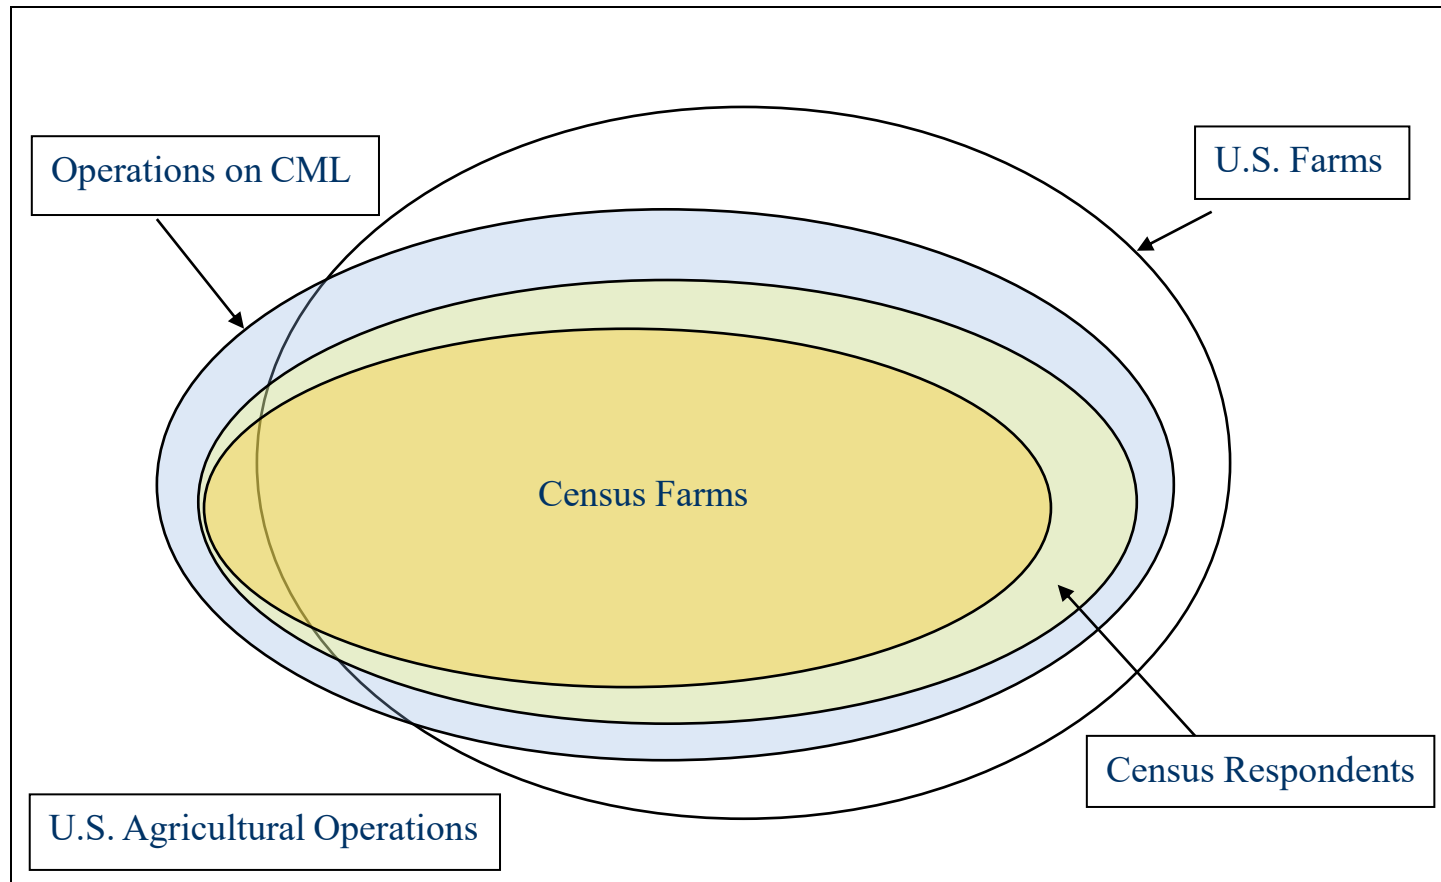 Operations on CML
U.S. Farms
Census Farms
Census Respondents
U.S. Agricultural Operations